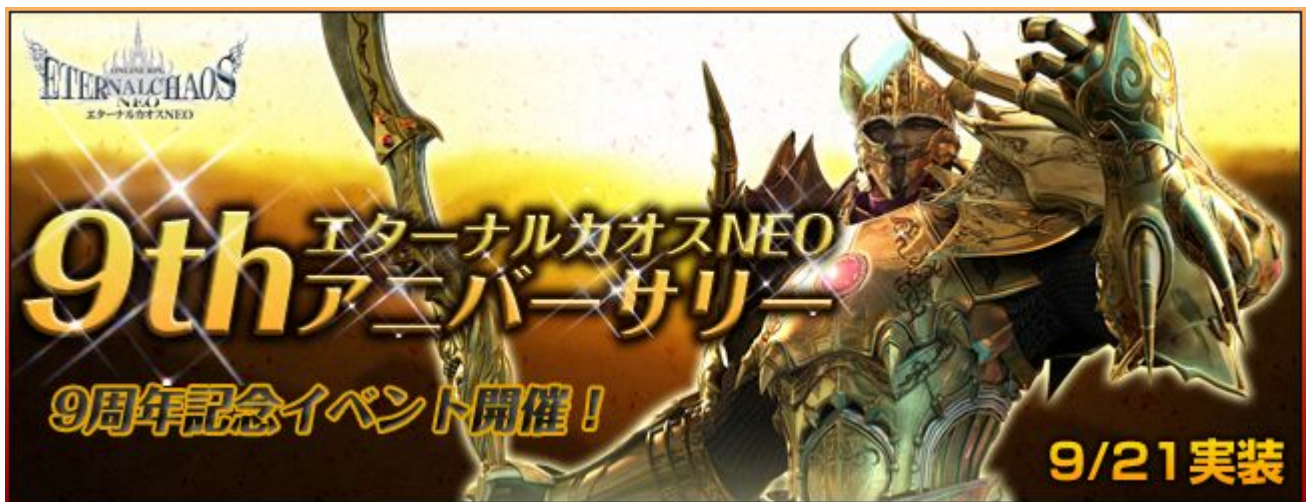 ONLINE RPG
ETERNALCHAOS
NEO
エターナルカオスNEO
9th
エターナルカオスNEO
アニバーサリー
9周年記念イベント開催！
9/21実装